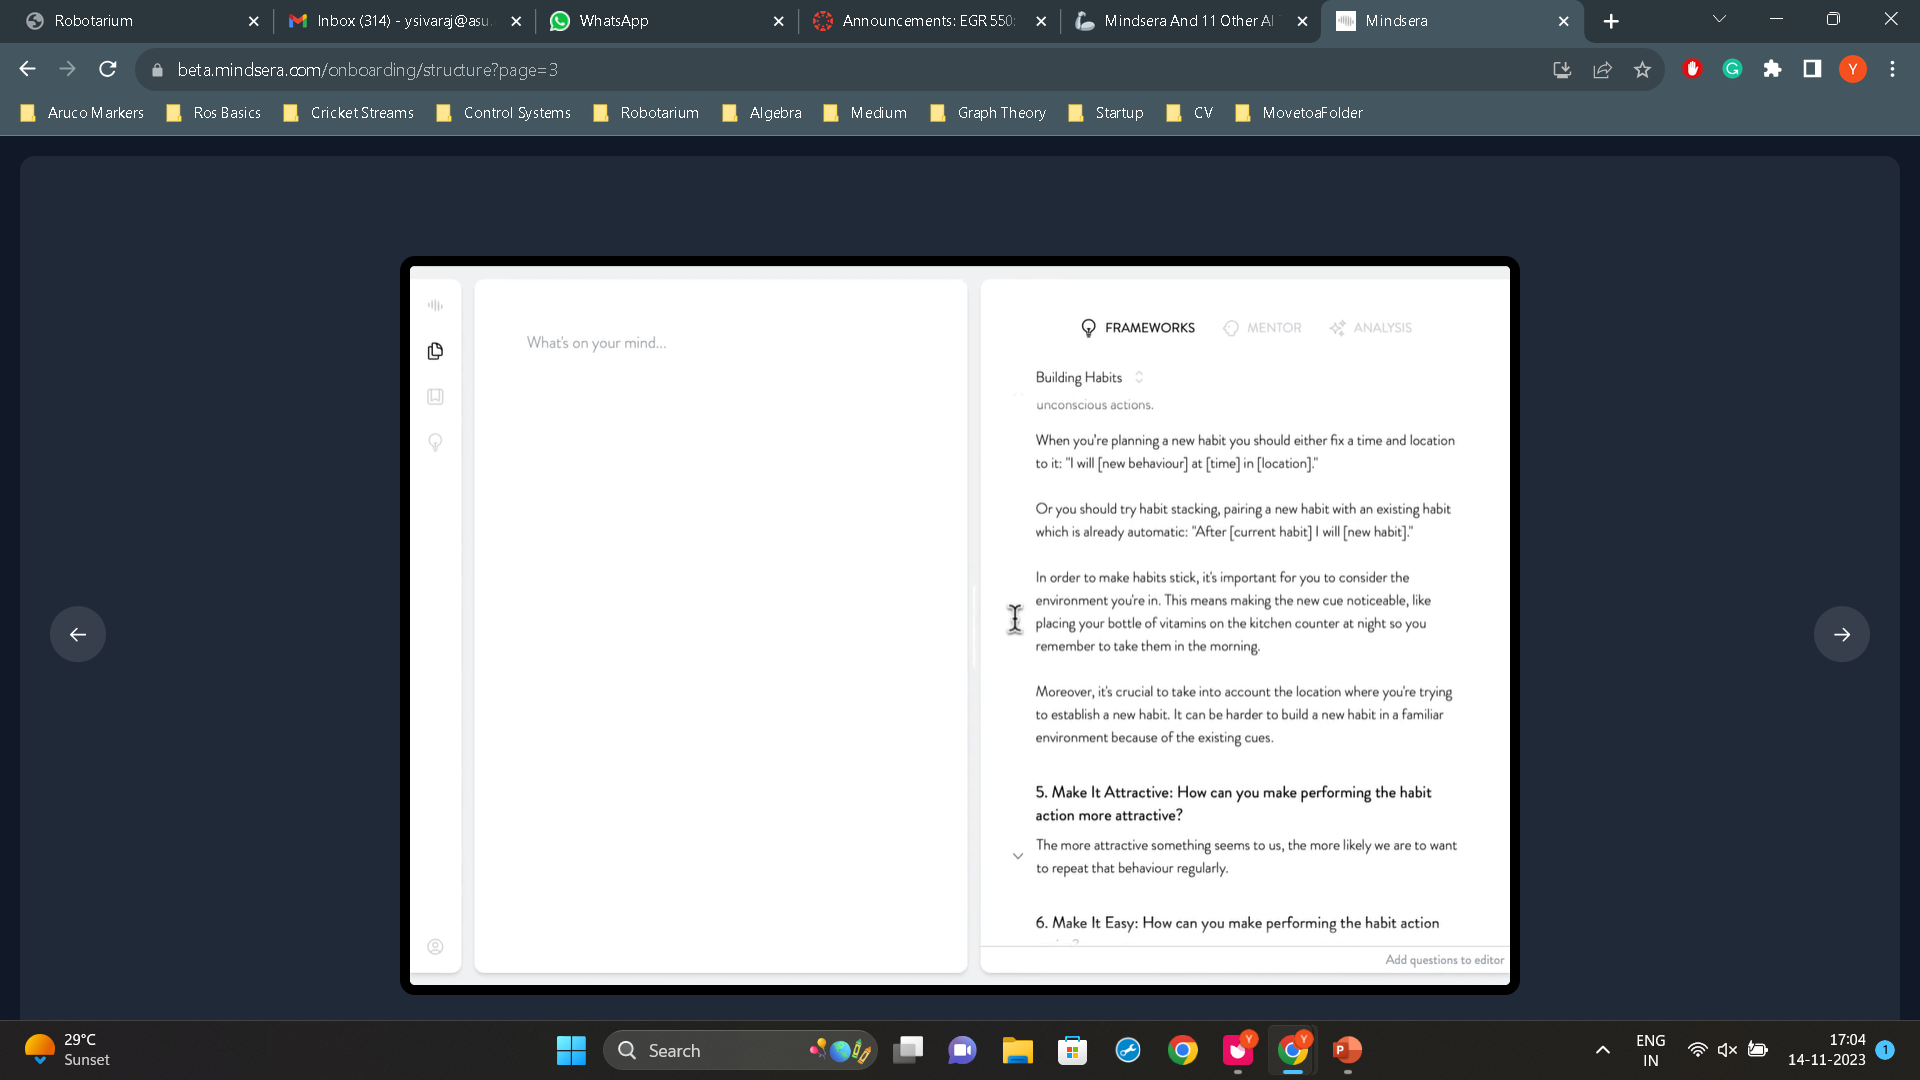 Robotarium
Inbox (314) - ysivaraj@asu.
WhatsApp
Announcements: EGR 550:
Mindsera And 11 Other AI
Mindsera
beta.mindsera.com/onboarding/structure?page=3
Y
Aruco Markers
Ros Basics
Cricket Streams
Control Systems
Robotarium
Algebra
Medium
Graph Theory
Startup
CV
MovetoaFolder
What's on your mind...
FRAMEWORKS
MENTOR
ANALYSIS
Building Habits
unconscious actions.
When you're planning a new habit you should either fix a time and location
to it: "I will [new behaviour] at [time] in [location]."
Or you should try habit stacking, pairing a new habit with an existing habit
which is already automatic: "After [current habit] I will [new habit]."
In order to make habits stick, it's important for you to consider the
environment you're in. This means making the new cue noticeable, like
placing your bottle of vitamins on the kitchen counter at night so you
remember to take them in the morning.
Moreover, it's crucial to take into account the location where you're trying
to establish a new habit. It can be harder to build a new habit in a familiar
environment because of the existing cues.
5. Make It Attractive: How can you make performing the habit
action more attractive?
The more attractive something seems to us, the more likely we are to want
to repeat that behaviour regularly.
6. Make It Easy: How can you make performing the habit action
Add questions to editor
29°C
Sunset
Search
ENG
IN
17:04
14-11-2023
1